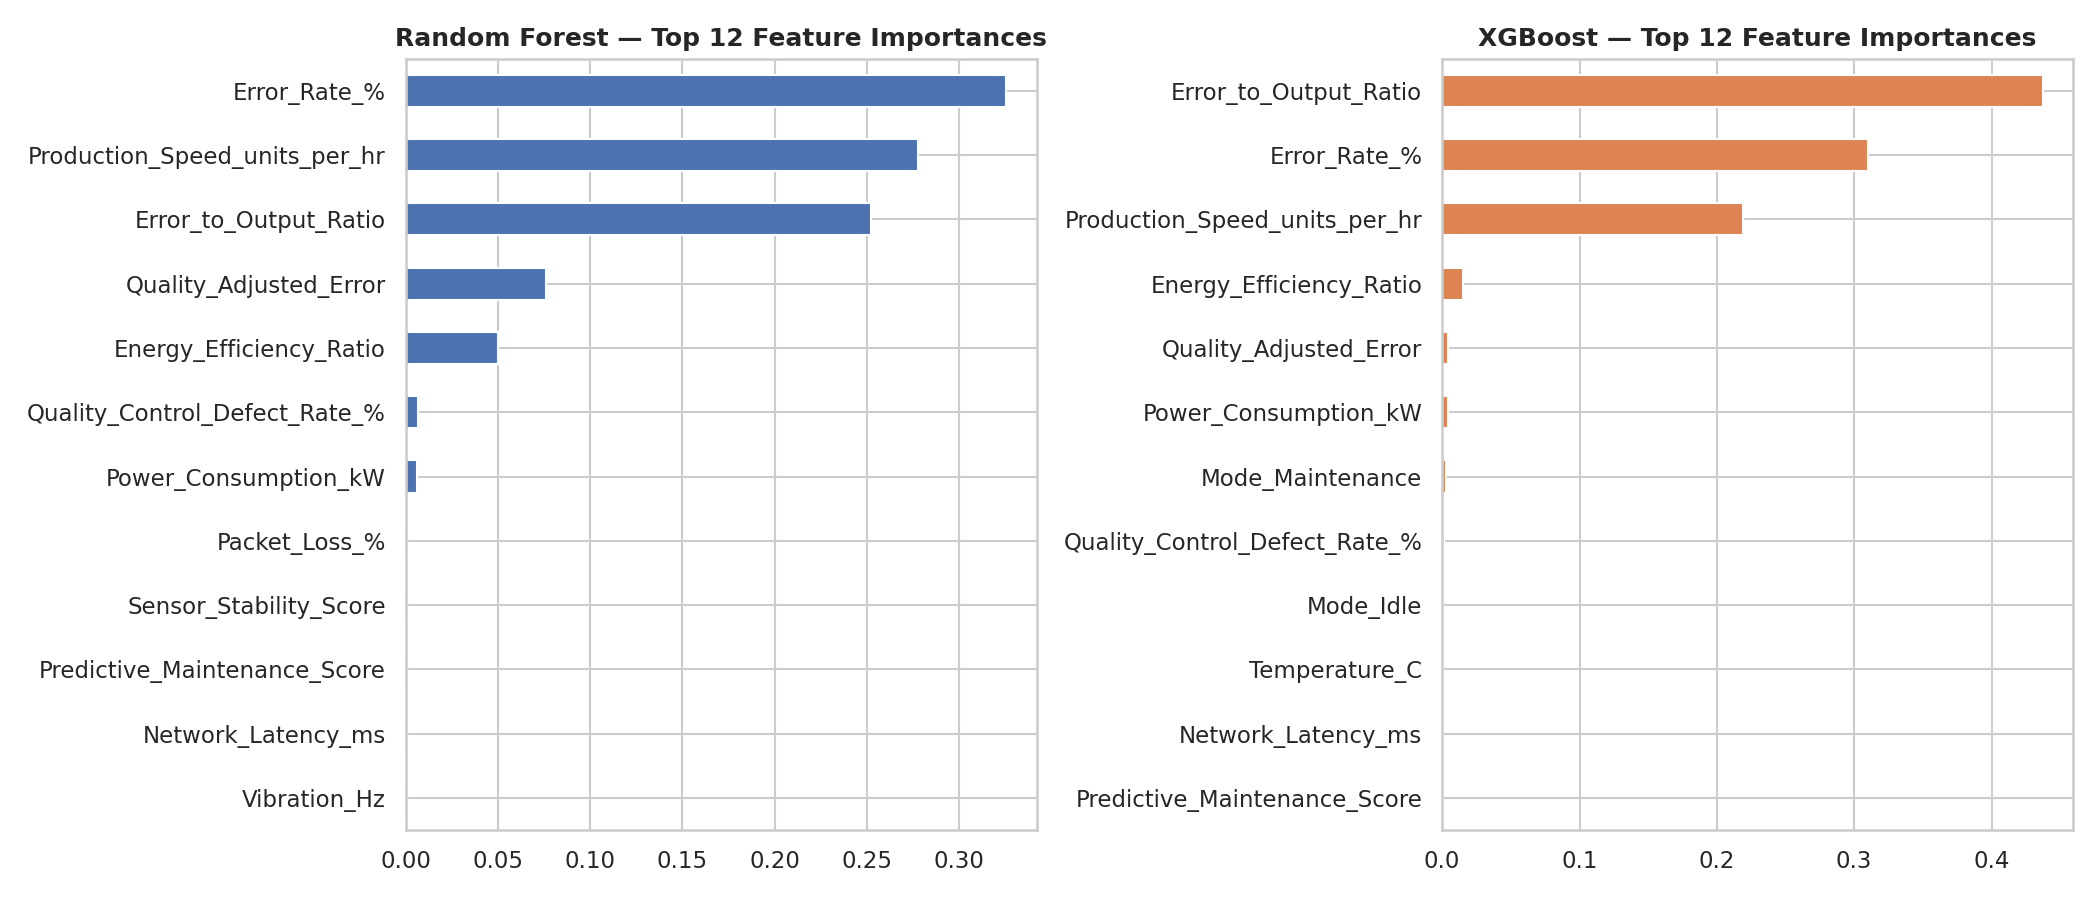 Random Forest — Top 12 Feature Importances
Error_Rate_%
Production_Speed_units_per_hr
Error_to_Output_Ratio
Quality_Adjusted_Error
Energy_Efficiency_Ratio
Quality_Control_Defect_Rate_%
Power_Consumption_kW
Packet_Loss_%
Sensor_Stability_Score
Predictive_Maintenance_Score
Network_Latency_ms
Vibration_Hz
0.00 0.05 0.10 0.15 0.20 0.25 0.30
XGBoost — Top 12 Feature Importances
Error_to_Output_Ratio
Error_Rate_%
Production_Speed_units_per_hr
Energy_Efficiency_Ratio
Quality_Adjusted_Error
Power_Consumption_kW
Mode_Maintenance
Quality_Control_Defect_Rate_%
Mode_Idle
Temperature_C
Network_Latency_ms
Predictive_Maintenance_Score
0.0 0.1 0.2 0.3 0.4